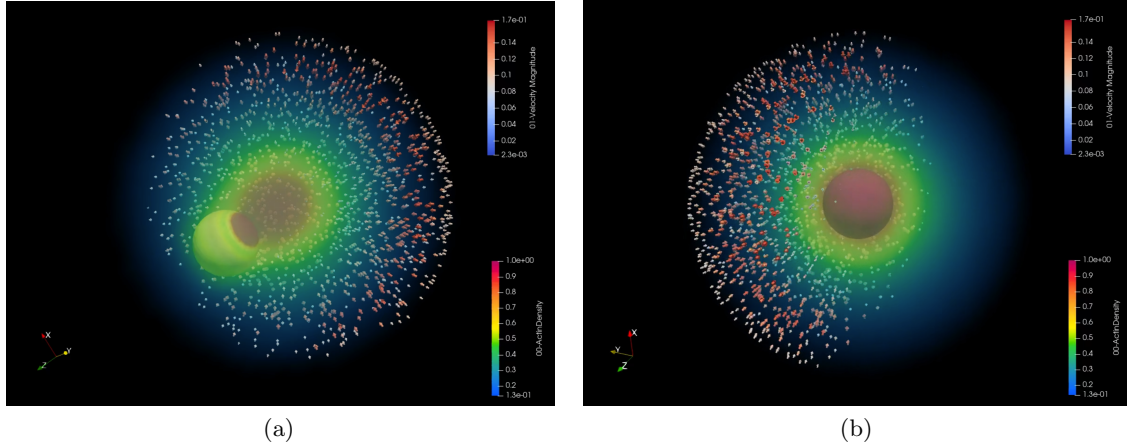 1.7e-01
0.14
0.12
0.1
0.08
0.06
0.04
0.02
2.3e-03
01-Velocity Magnitude
1.0e+00
0.9
0.8
0.7
0.6
0.5
0.4
0.3
0.2
1.3e-01
00-ActinDensity
X
Y
Z
(a)
1.7e-01
0.14
0.12
0.1
0.08
0.06
0.04
0.02
2.3e-03
01-Velocity Magnitude
1.0e+00
0.9
0.8
0.7
0.6
0.5
0.4
0.3
0.2
1.3e-01
00-ActinDensity
X
Y
Z
(b)